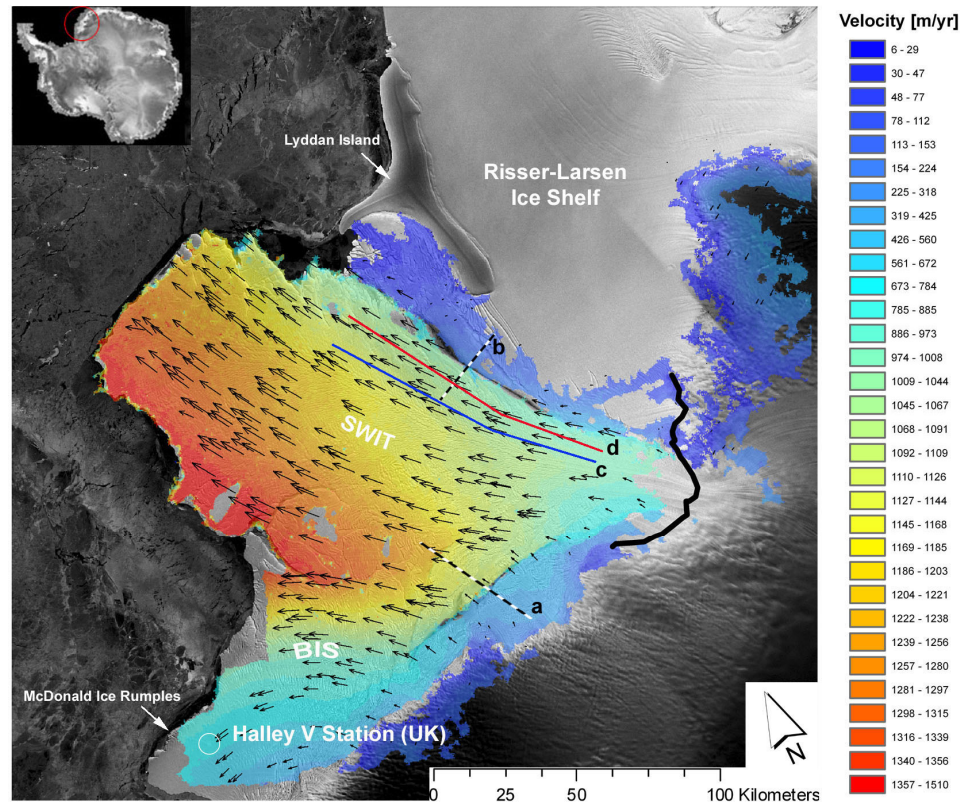 Velocity [m/yr]
6 - 29
30 - 47
48 - 77
78 - 112
113 - 153
154 - 224
225 - 318
319 - 425
426 - 560
561 - 672
673 - 784
785 - 885
886 - 973
974 - 1008
1009 - 1044
1045 - 1067
1068 - 1091
1092 - 1109
1110 - 1126
1127 - 1144
1145 - 1168
1169 - 1185
1186 - 1203
1204 - 1221
1222 - 1238
1239 - 1256
1257 - 1280
1281 - 1297
1298 - 1315
1316 - 1339
1340 - 1356
1357 - 1510
Lyddan Island
Risser-Larsen
Ice Shelf
b
SWIT
d
c
a
BIS
McDonald Ice Rumples
Halley V Station (UK)
N
0 25 50 100 Kilometers